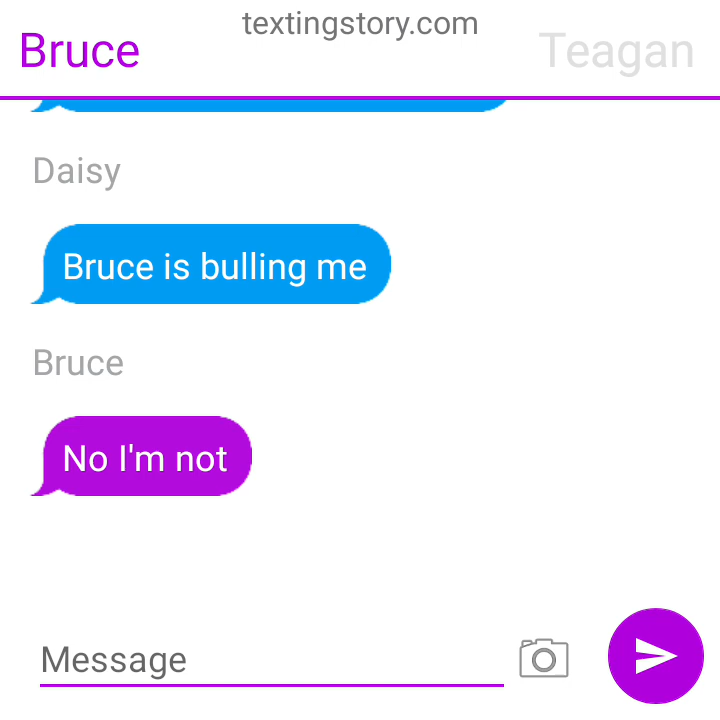 textingstory.com
Bruce
Teagan
Daisy
Bruce is bulling me
Bruce
No I'm not
Message